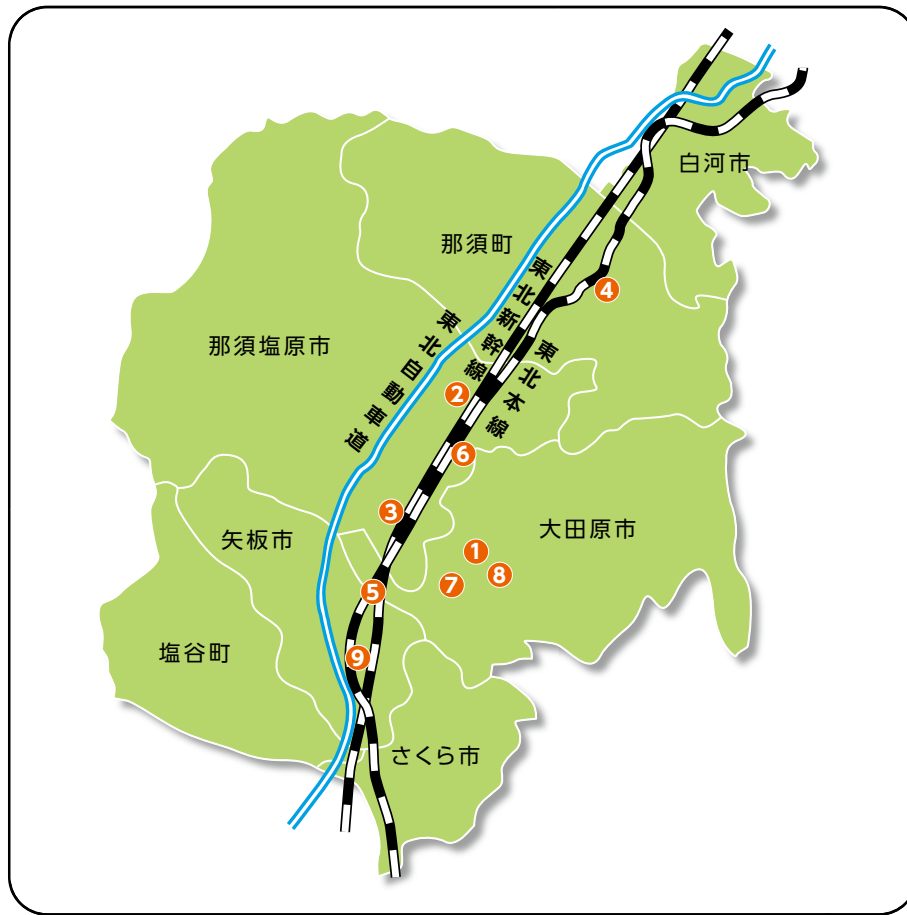 白河市
那須町
4
東北新幹線
那須塩原市
東北自動車道
東北本線
2
6
3
大田原市
矢板市
1
8
7
5
塩谷町
9
さくら市